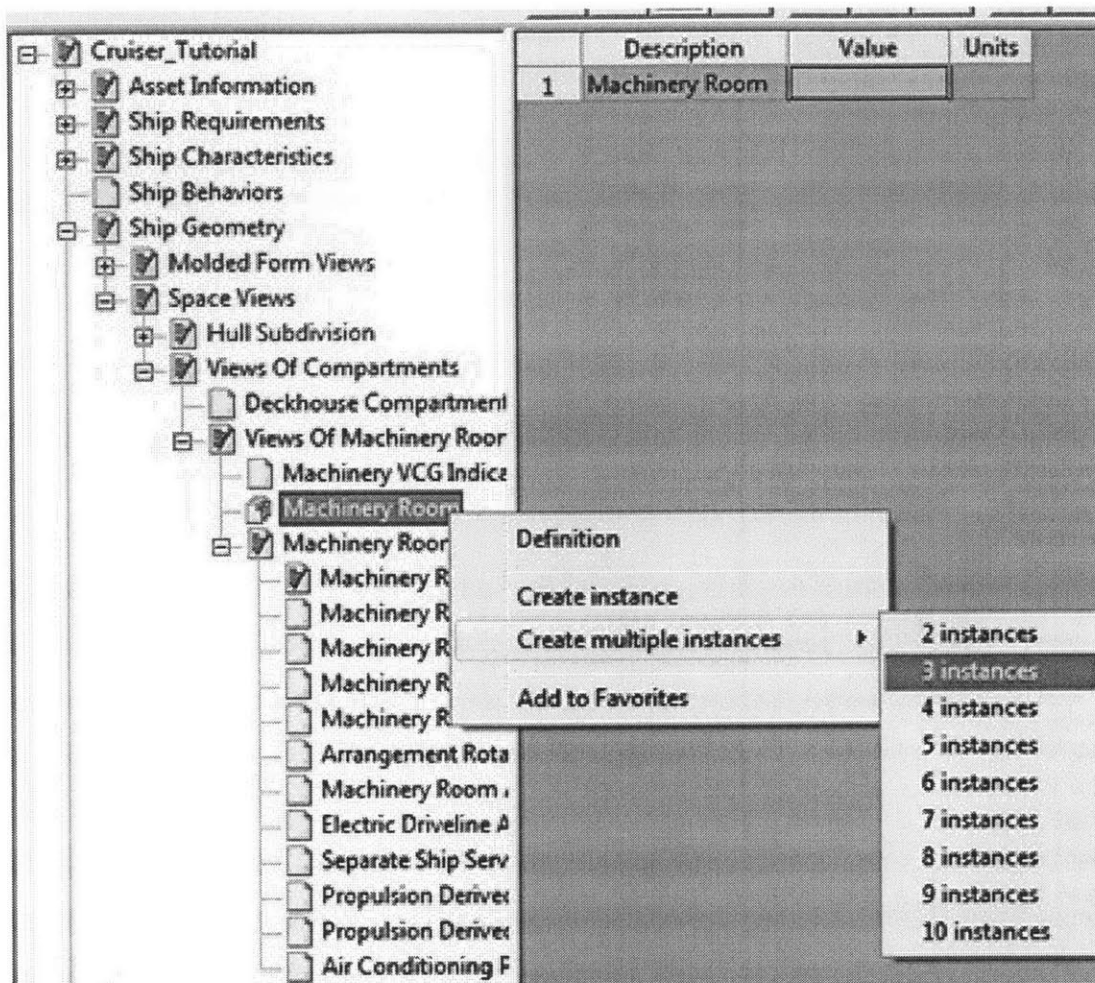 Cruiser_Tutorial
Asset Information
Ship Requirements
Ship Characteristics
Ship Behaviors
Ship Geometry
Molded Form Views
Space Views
Hull Subdivision
Views Of Compartments
Deckhouse Compartment
Views Of Machinery Roor
Machinery VCG Indica
Machinery Room
Machinery Roor
Machinery R
Machinery R
Machinery R
Machinery R
Machinery R
Arrangement Rota
Machinery Room
Electric Driveline A
Separate Ship Serv
Propulsion Derived
Propulsion Derived
Air Conditioning F
Description Value Units
1 Machinery Room
Definition
Create instance
Create multiple instances
Add to Favorites
2 instances
3 instances
4 instances
5 instances
6 instances
7 instances
8 instances
9 instances
10 instances